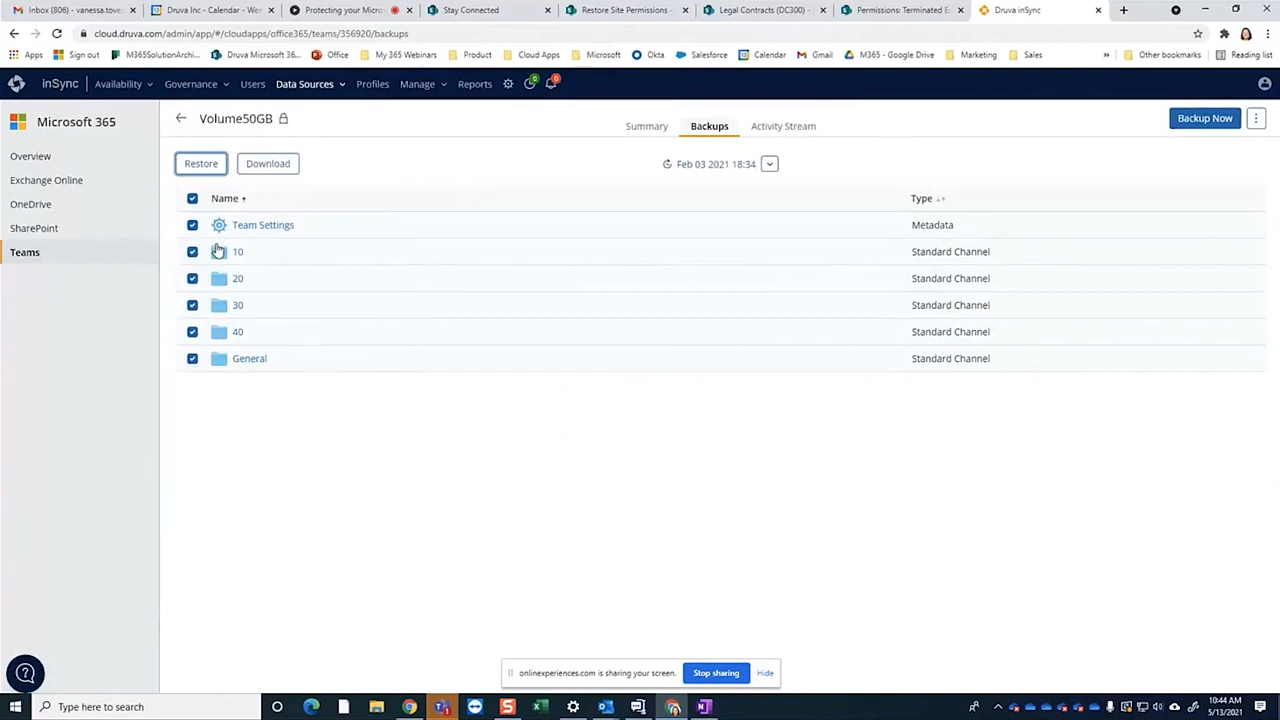 Inbox (806) - vanessa.tove
Druva Inc - Calendar - We
Protecting your Micros
Stay Connected
Restore Site Permissions -
Legal Contracts (DC300) -
Permissions: Terminated E
Druva inSync
cloud.druva.com/admin/app/#/cloudapps/office365/teams/356920/backups
Apps
Sign out
M365SolutionArchi...
Druva Microsoft 36...
Office
My 365 Webinars
Product
Cloud Apps
Microsoft
Okta
Salesforce
Calendar
Gmail
M365 - Google Drive
Marketing
Sales
»
Other bookmarks
Reading list
inSync
Availability
Governance
Users
Data Sources
Profiles
Manage
Reports
0
0
Microsoft 365
Overview
Exchange Online
OneDrive
SharePoint
Teams
Volume50GB
Summary
Backups
Activity Stream
Backup Now
Restore
Download
Feb 03 2021 18:34
Name
Type
Team Settings
Metadata
10
Standard Channel
20
Standard Channel
30
Standard Channel
40
Standard Channel
General
Standard Channel
onlinexperiences.com is sharing your screen.
Stop sharing
Hide
Type here to search
10:44 AM
5/13/2021